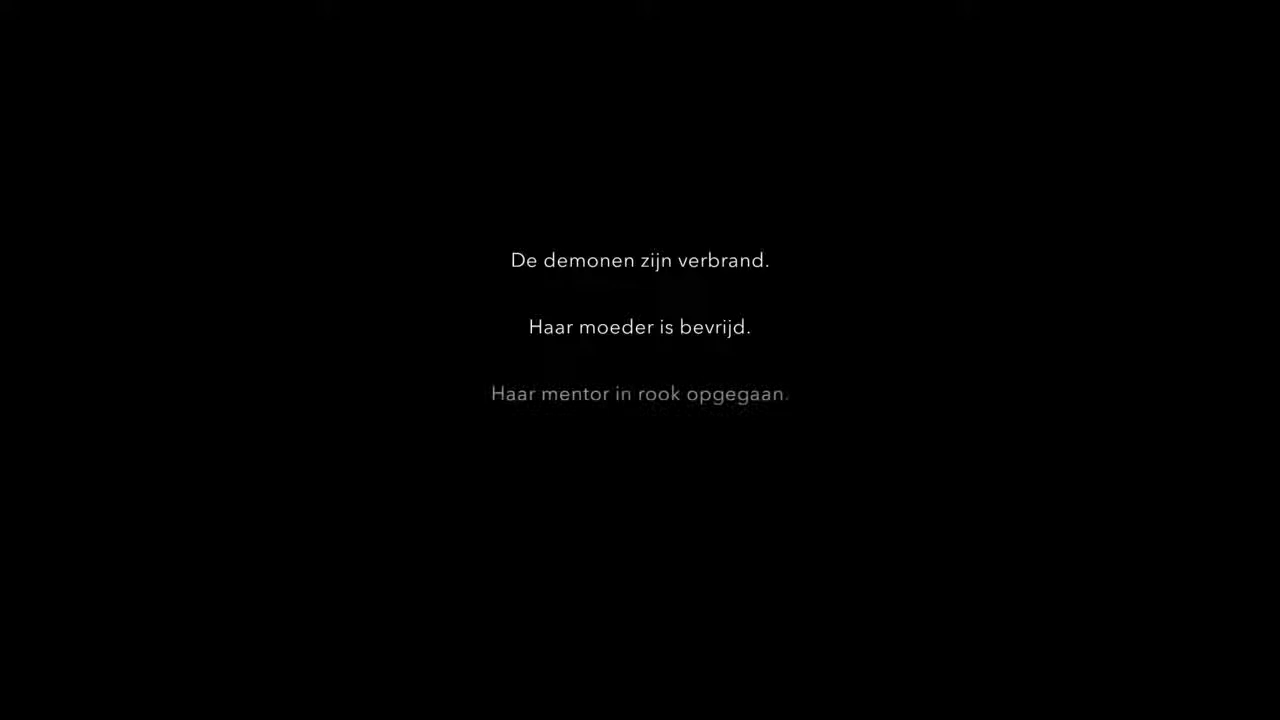 De demonen zijn verbrand.
Haar moeder is bevrijd.
Haar mentor in rook opgegaan.